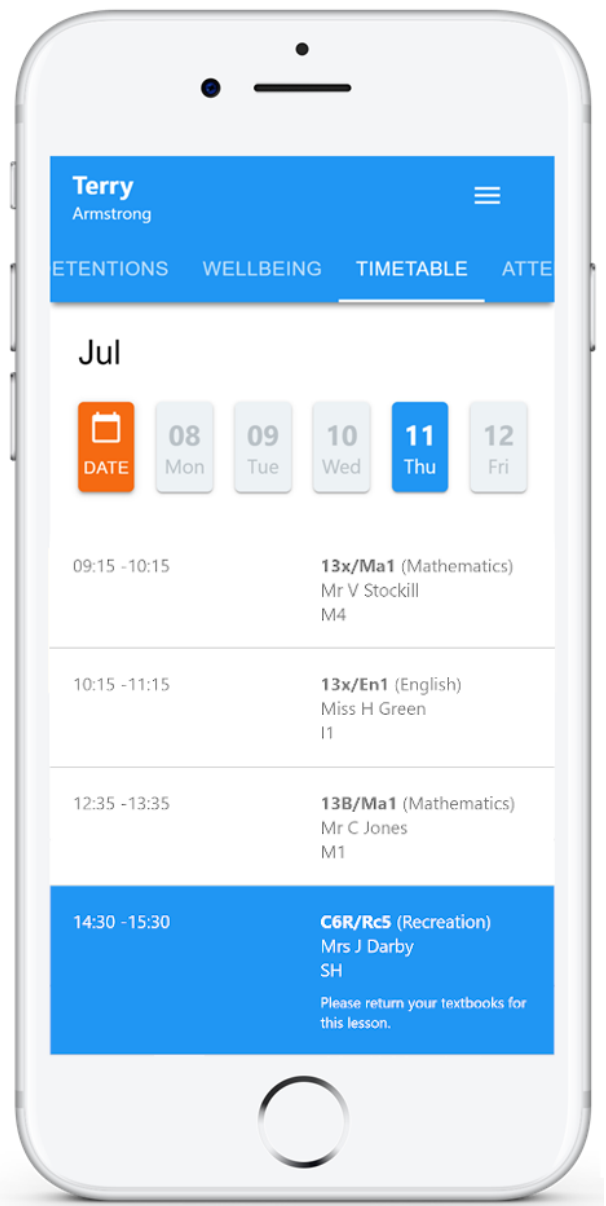 Terry
Armstrong
ETENTIONS WELLBEING TIMETABLE ATTE
Jul
DATE 08 Mon 09 Tue 10 Wed 11 Thu 12 Fri
09:15 -10:15 13x/Ma1 (Mathematics)
Mr V Stockill
M4
10:15 -11:15 13x/En1 (English)
Miss H Green
I1
12:35 -13:35 13B/Ma1 (Mathematics)
Mr C Jones
M1
14:30 -15:30 C6R/Rc5 (Recreation)
Mrs J Darby
SH
Please return your textbooks for
this lesson.